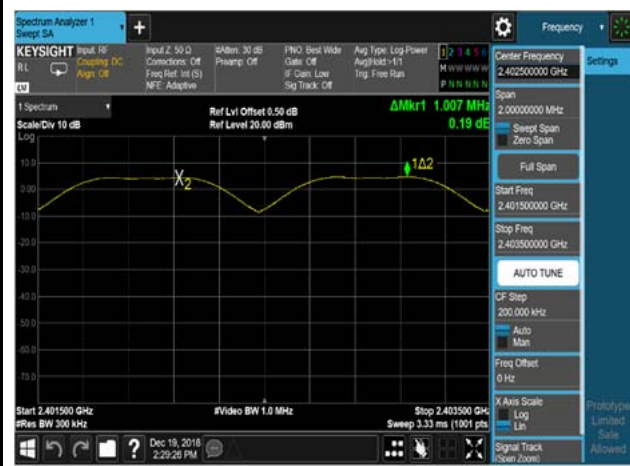 Spectrum Analyzer 1
Swept SA
+
Frequency
KEYSIGHT
RL
Input: RF
Coupling: DC
Align: Off
Input Z: 50 Ω
Corrections: Off
Freq Ref: Int (S)
NFE: Adaptive
#Atten: 30 dB
Preamp: Off
PNO: Best Wide
Gate: Off
IF Gain: Low
Sig Track: Off
Avg Type: Log-Power
Avg|Hold:>1/1
Trig: Free Run
1 2 3 4 5 6
M W W W W W
P N N N N N
1 Spectrum
Scale/Div 10 dB
Log
Ref Lvl Offset 0.50 dB
Ref Level 20.00 dBm
ΔMkr1 1.007 MHz
0.19 dB
10.0
0.00
-10.0
-20.0
-30.0
-40.0
-50.0
-60.0
-70.0
X2
1Δ2
Start 2.401500 GHz
#Res BW 300 kHz
#Video BW 1.0 MHz
Stop 2.403500 GHz
Sweep 3.33 ms (1001 pts)
?
Dec 19, 2018
2:29:26 PM
Center Frequency
2.402500000 GHz
Span
2.00000000 MHz
Swept Span
Zero Span
Full Span
Start Freq
2.401500000 GHz
Stop Freq
2.403500000 GHz
AUTO TUNE
CF Step
200.000 kHz
Auto
Man
Freq Offset
0 Hz
X Axis Scale
Log
Lin
Signal Track
(Span Zoom)
Settings
Prototype
Limited
Sale
Allowed